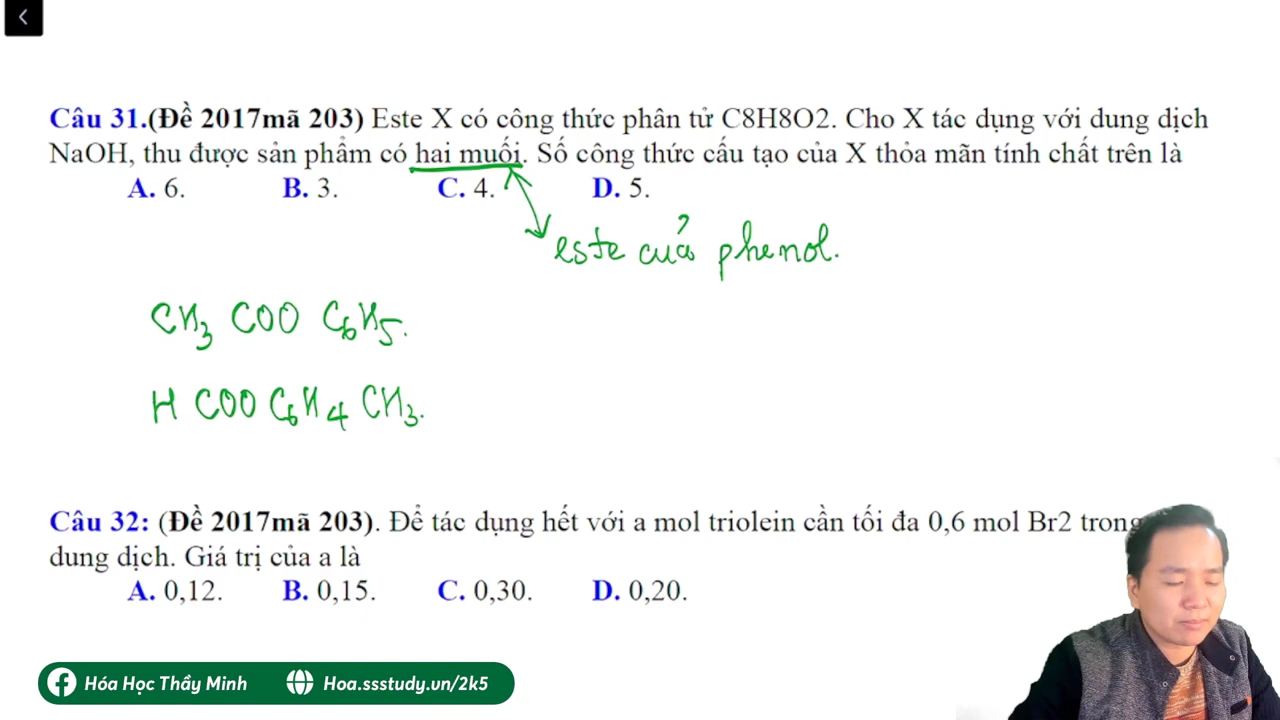 Câu 31.(Đề 2017mã 203) Este X có công thức phân tử C8H8O2. Cho X tác dụng với dung dịch
NaOH, thu được sản phẩm có hai muối. Số công thức cấu tạo của X thỏa mãn tính chất trên là
A. 6. B. 3. C. 4. D. 5.
este của phenol.
CH3 COO C6H5.
H COO C6H4 CH3.
Câu 32: (Đề 2017mã 203). Để tác dụng hết với a mol triolein cần tối đa 0,6 mol Br2 trong
dung dịch. Giá trị của a là
A. 0,12. B. 0,15. C. 0,30. D. 0,20.
Hóa Học Thầy Minh Hoa.ssstudy.vn/2k5